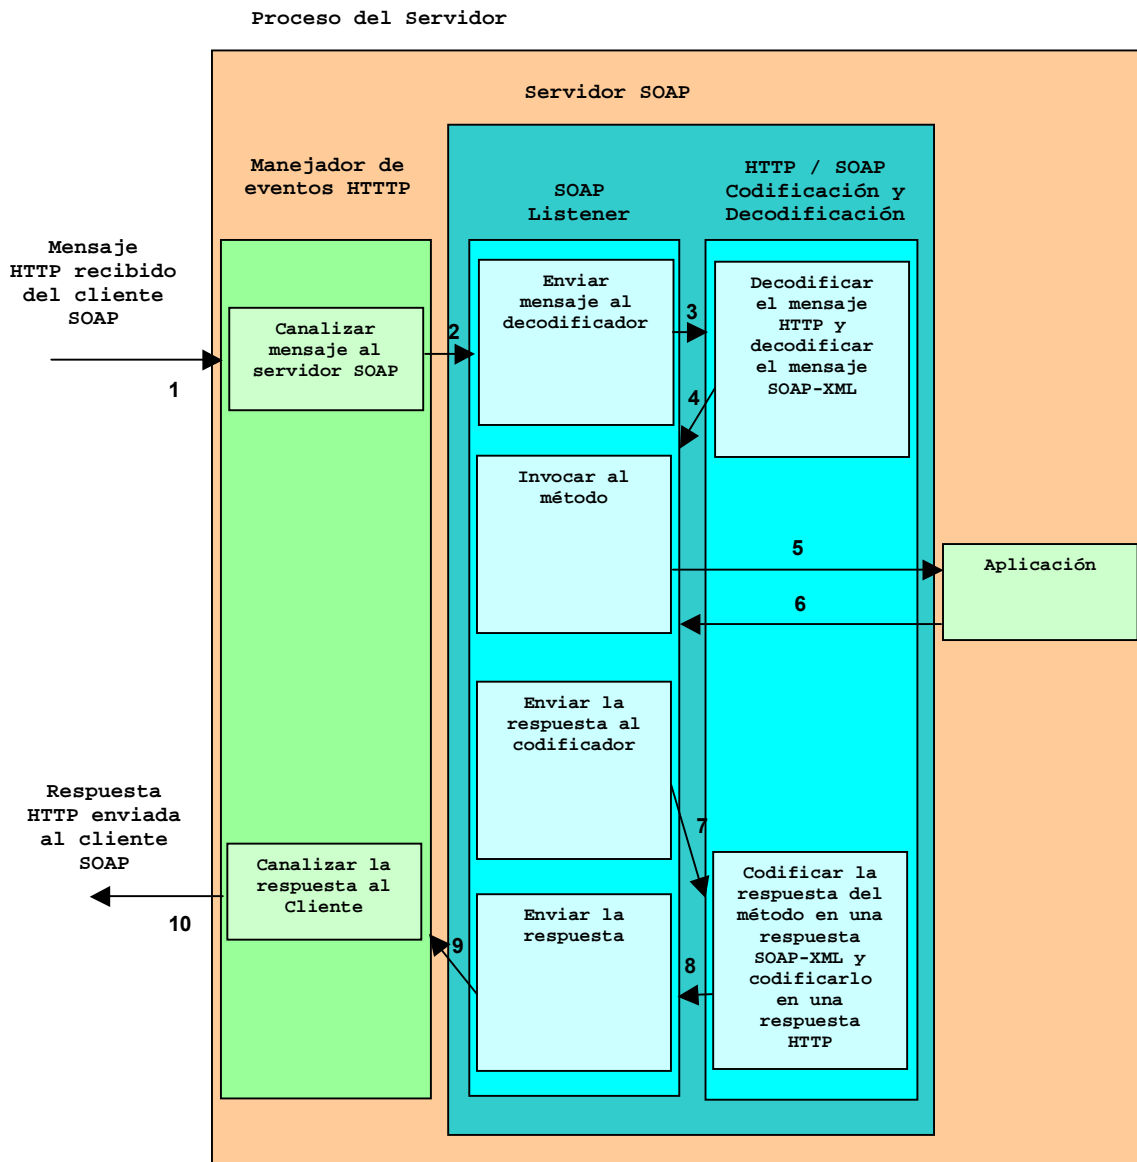 Proceso del Servidor
Servidor SOAP
Manejador de
eventos HTTTP
SOAP
Listener
HTTP / SOAP
Codificación y
Decodificación
Mensaje
HTTP recibido
del cliente
SOAP
1
Canalizar
mensaje al
servidor SOAP
2
Enviar
mensaje al
decodificador
3
Decodificar
el mensaje
HTTP y
decodificar
el mensaje
SOAP-XML
4
Invocar al
método
5
Aplicación
6
Enviar la
respuesta al
codificador
7
Respuesta
HTTP enviada
al cliente
SOAP
10
Canalizar la
respuesta al
Cliente
9
Enviar la
respuesta
8
Codificar la
respuesta del
método en una
respuesta
SOAP-XML y
codificarlo
en una
respuesta
HTTP